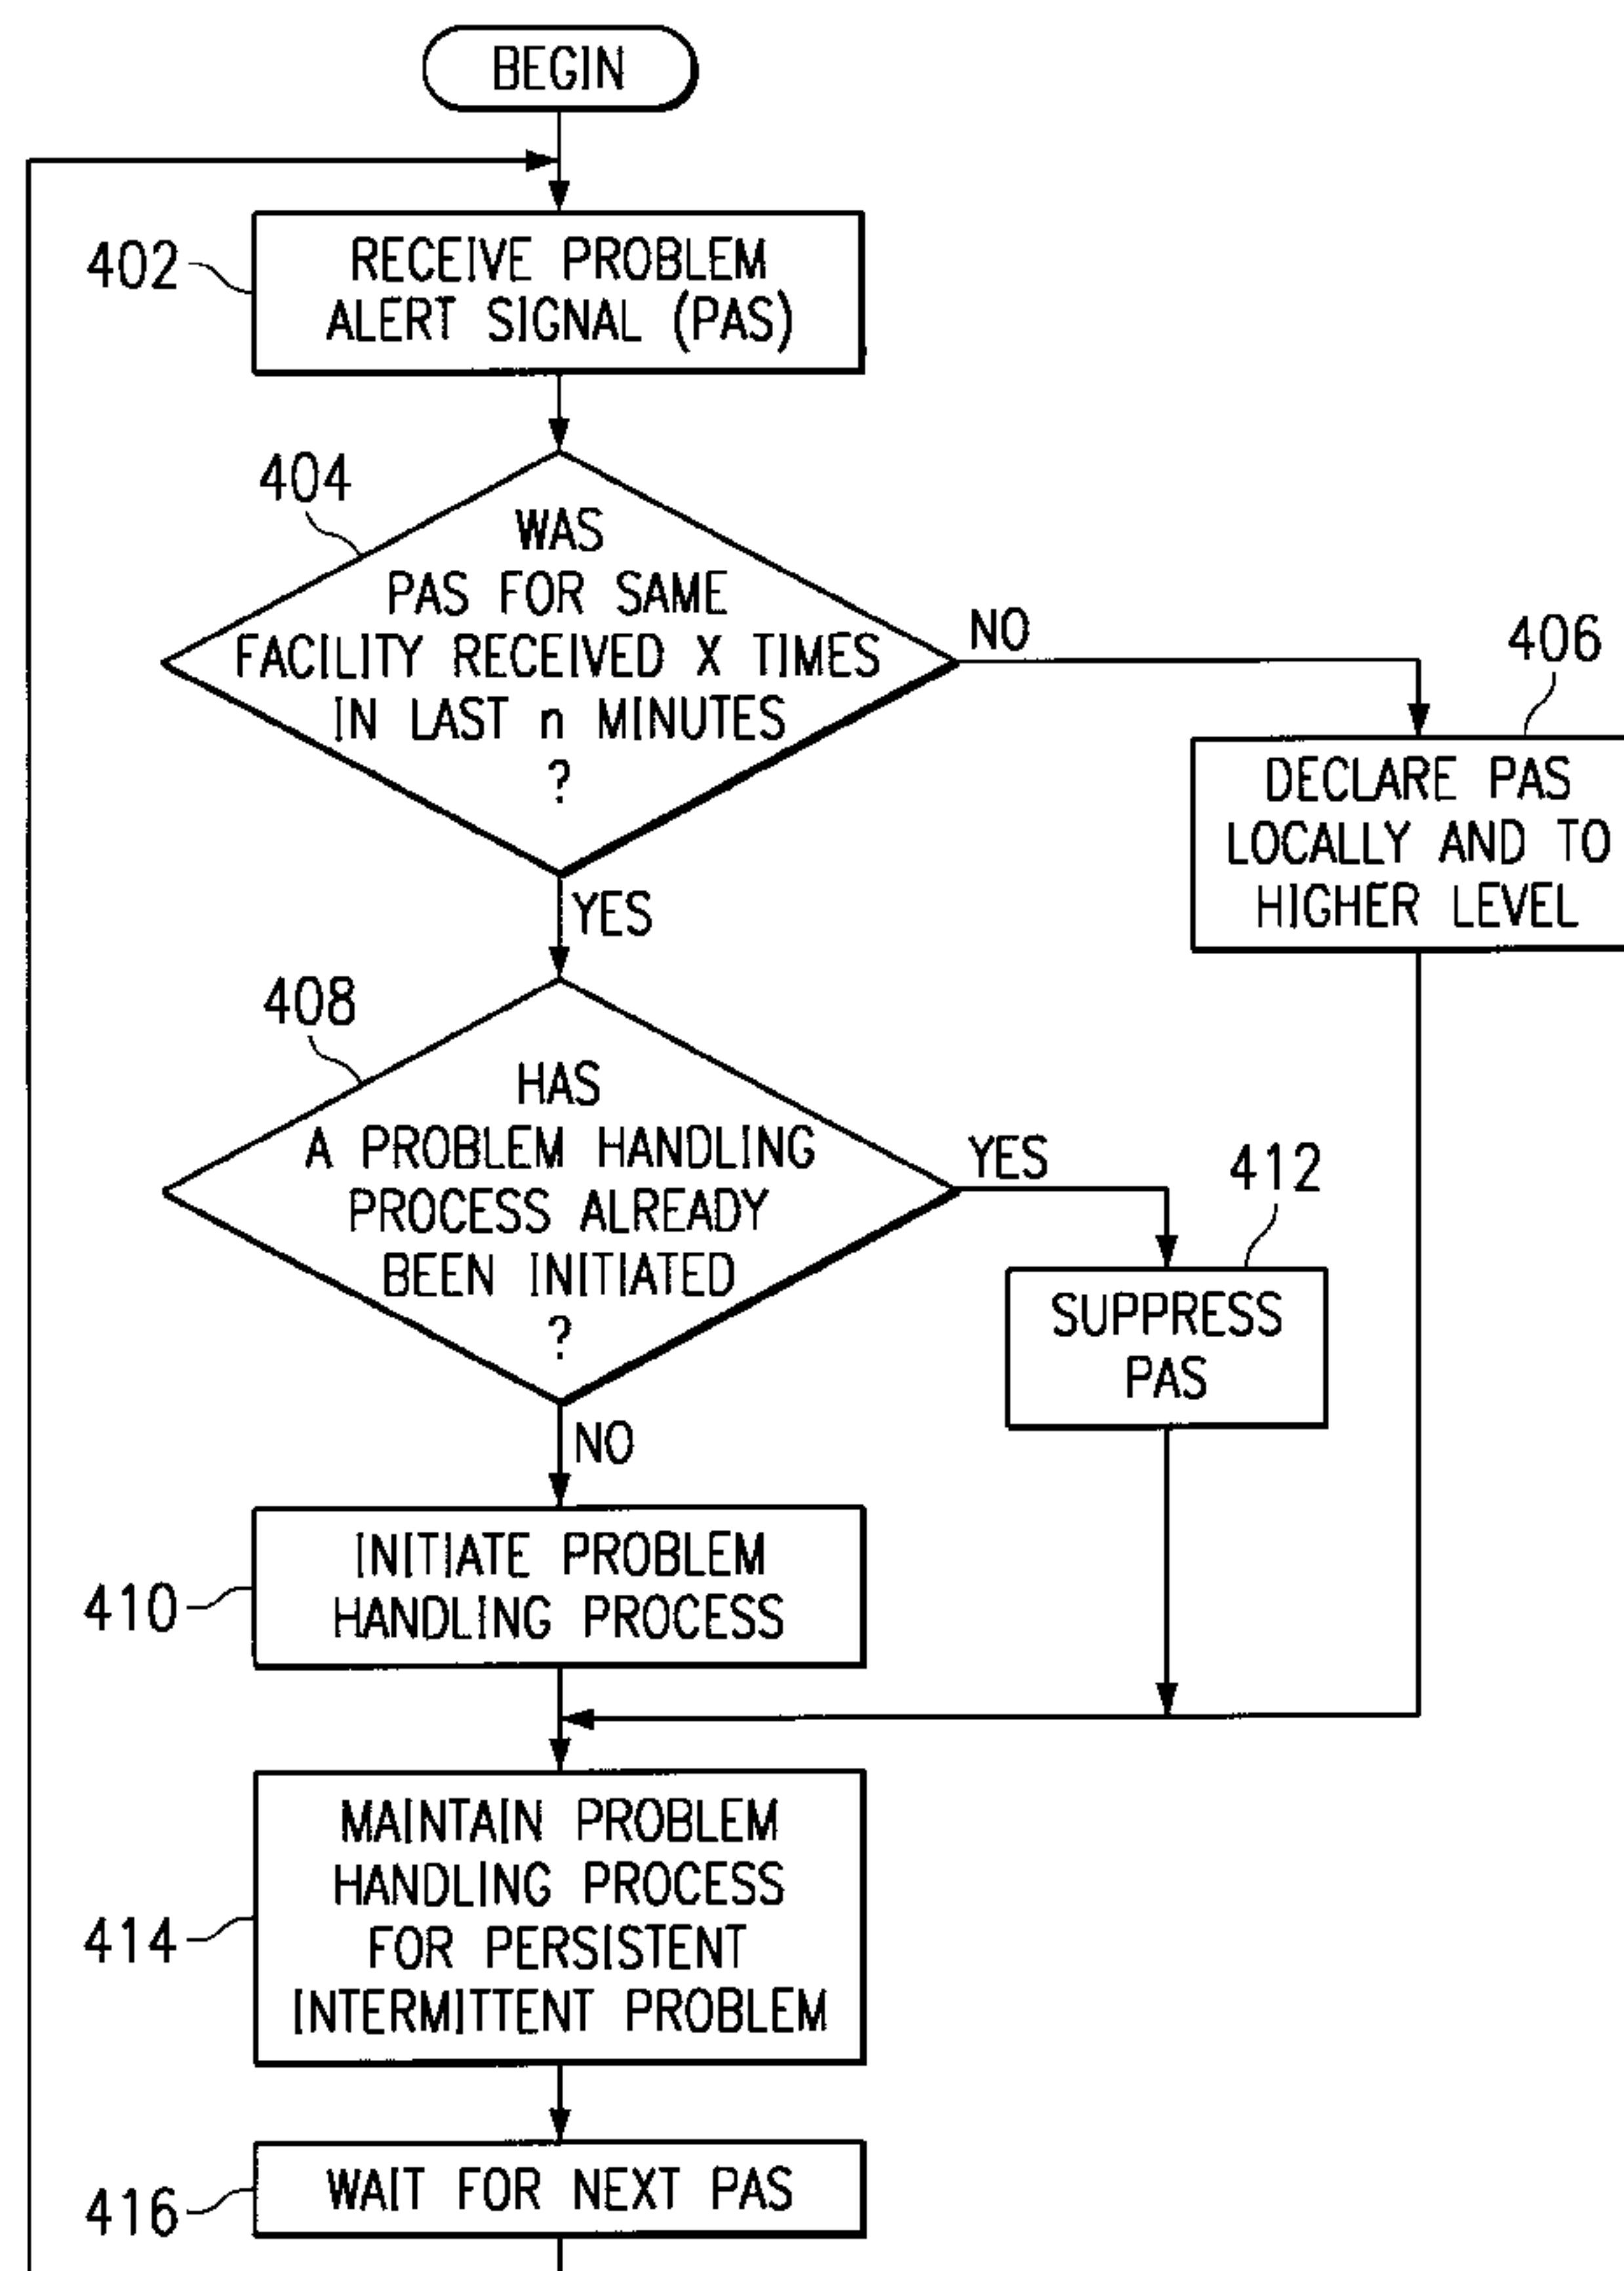 BEGIN
402
RECEIVE PROBLEM
ALERT SIGNAL (PAS)
404
WAS
PAS FOR SAME
FACILITY RECEIVED X TIMES
IN LAST n MINUTES
?
NO
406
DECLARE PAS
LOCALLY AND TO
HIGHER LEVEL
YES
408
HAS
A PROBLEM HANDLING
PROCESS ALREADY
BEEN INITIATED
?
YES
412
SUPPRESS
PAS
NO
410
INITIATE PROBLEM
HANDLING PROCESS
414
MAINTAIN PROBLEM
HANDLING PROCESS
FOR PERSISTENT
INTERMITTENT PROBLEM
416
WAIT FOR NEXT PAS